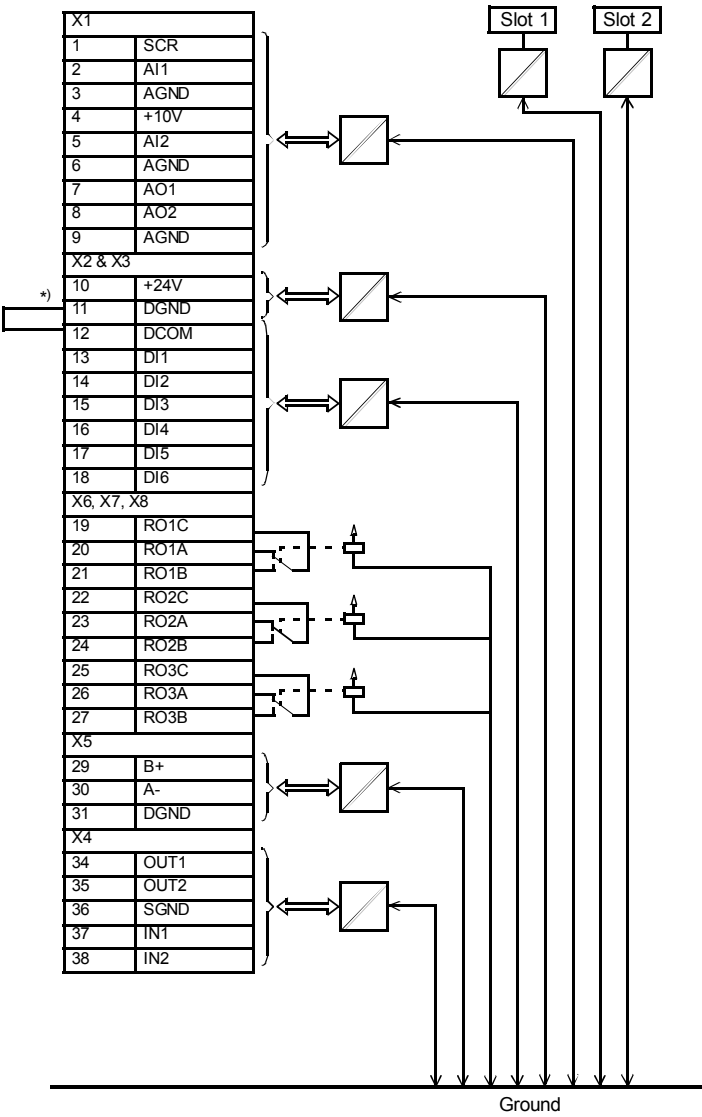 Slot 1 Slot 2
X1
1 SCR
2 AI1
3 AGND
4 +10V
5 AI2
6 AGND
7 AO1
8 AO2
9 AGND
X2 & X3
10 +24V
*)
11 DGND
12 DCOM
13 DI1
14 DI2
15 DI3
16 DI4
17 DI5
18 DI6
X6, X7, X8
19 RO1C
20 RO1A
21 RO1B
22 RO2C
23 RO2A
24 RO2B
25 RO3C
26 RO3A
27 RO3B
X5
29 B+
30 A-
31 DGND
X4
34 OUT1
35 OUT2
36 SGND
37 IN1
38 IN2
Ground